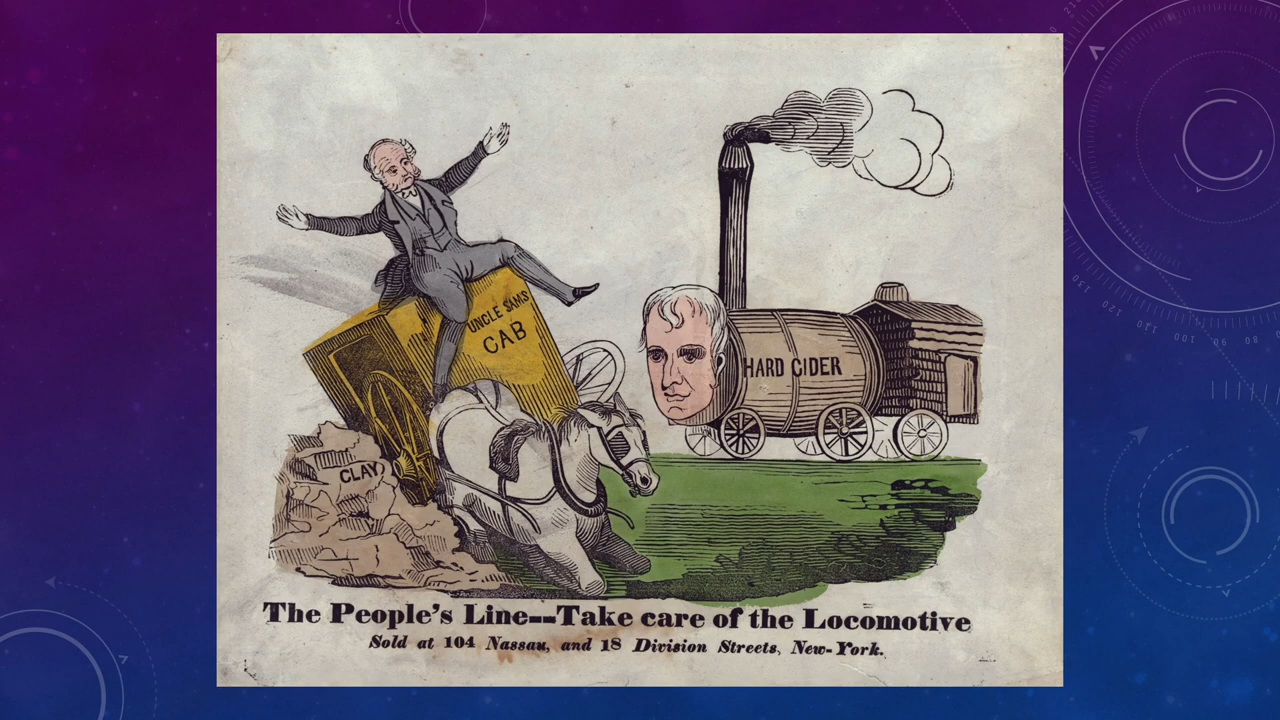 UNCLE SAM'S
CAB
HARD CIDER
CLAY
The People's Line--Take care of the Locomotive
Sold at 104 Nassau, and 18 Division Streets, New-York.